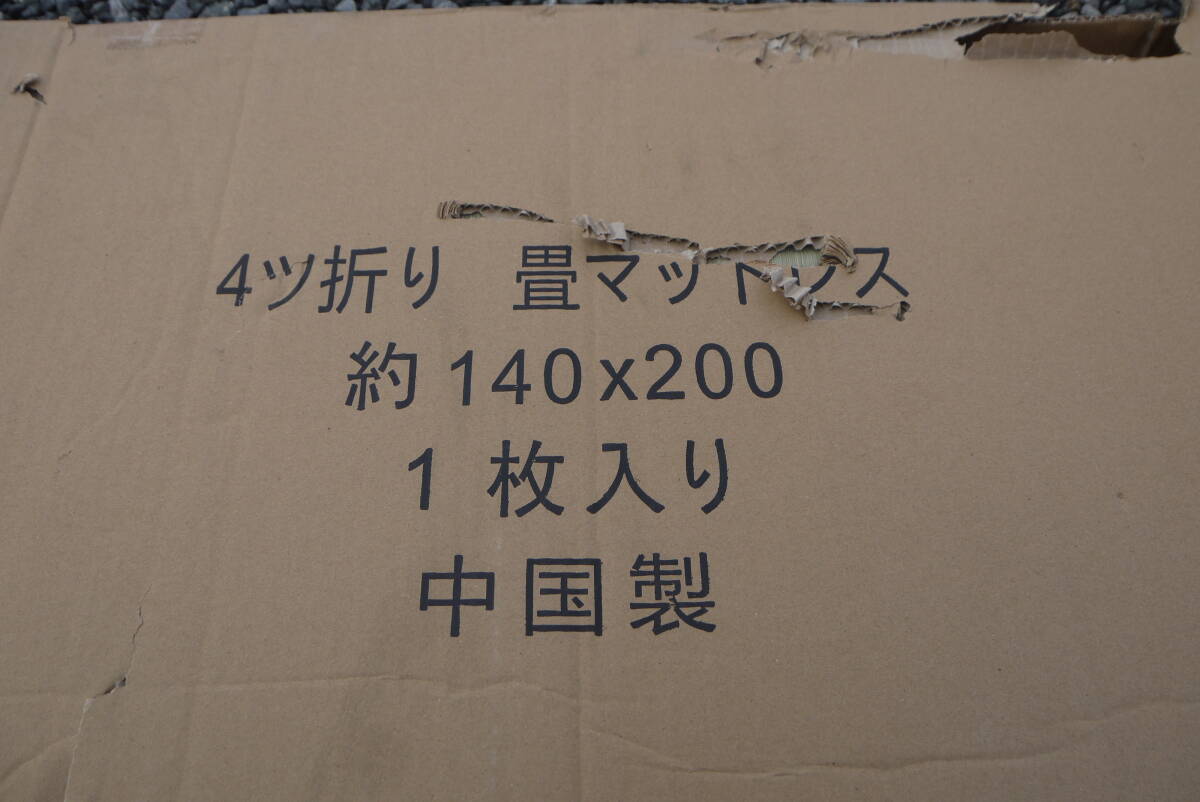 4ツ折り　畳マットレス
約 140x200
1 枚入り
中国製